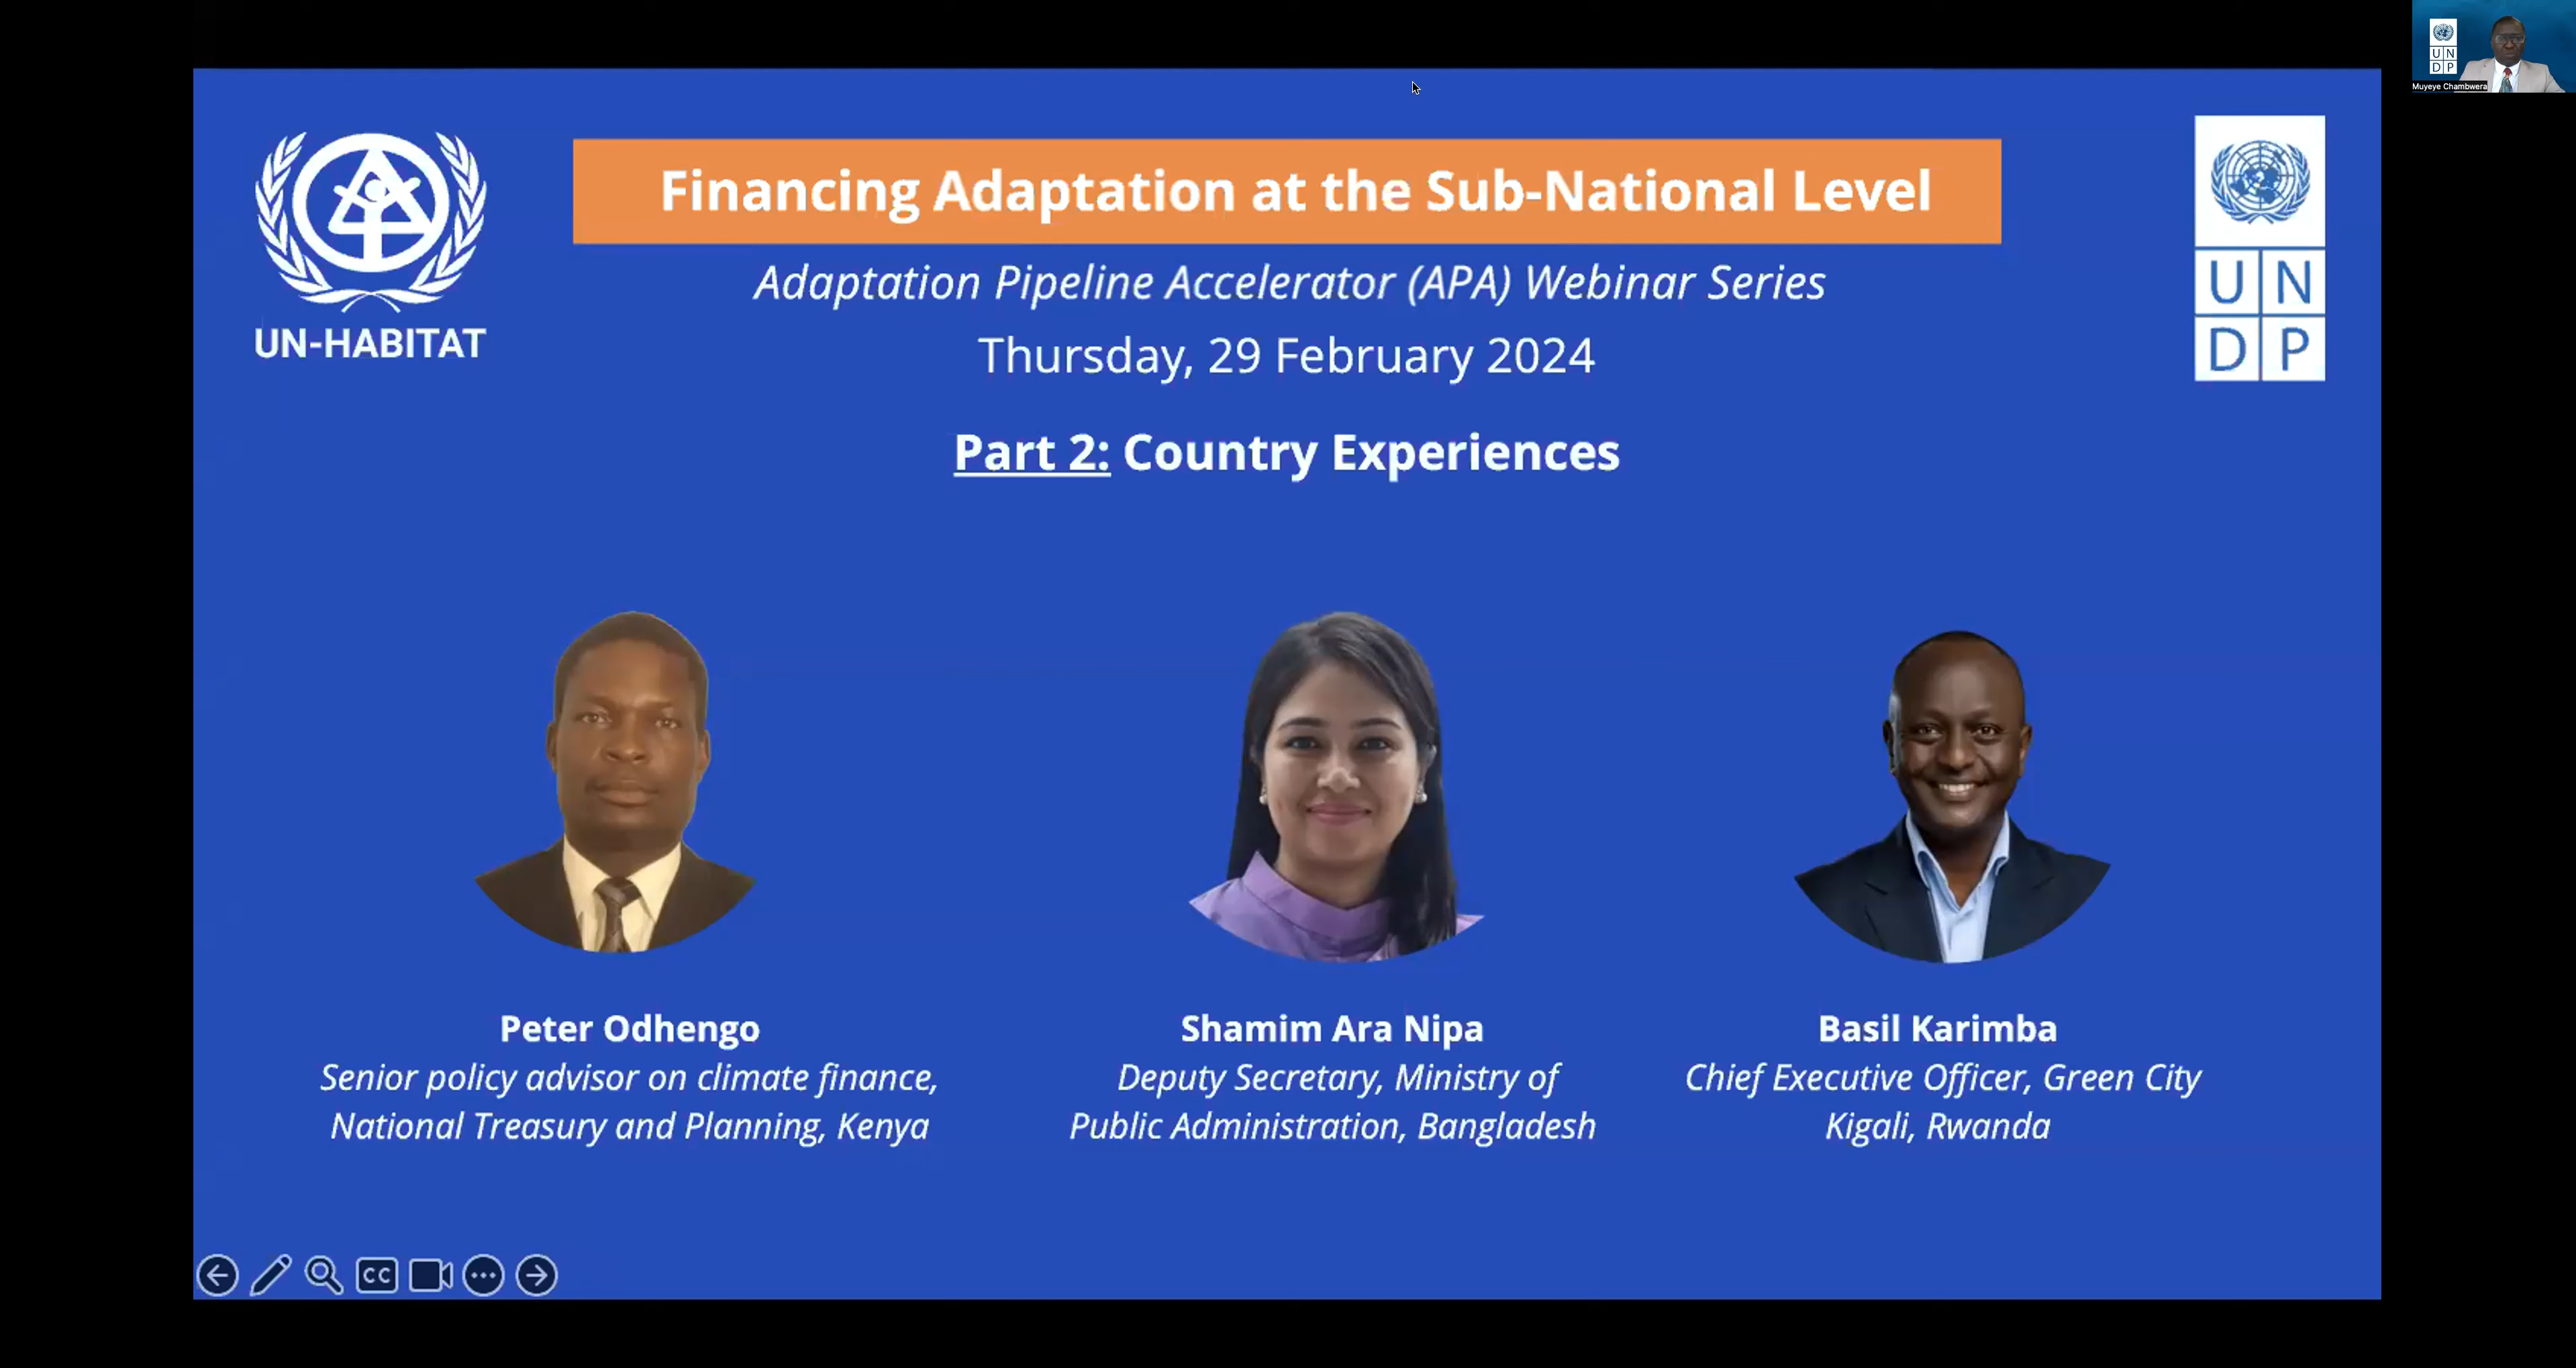 Financing Adaptation at the Sub-National Level
Adaptation Pipeline Accelerator (APA) Webinar Series
Thursday, 29 February 2024
UN-HABITAT
U N
D P
Part 2: Country Experiences
Peter Odhengo
Senior policy advisor on climate finance,
National Treasury and Planning, Kenya
Shamim Ara Nipa
Deputy Secretary, Ministry of
Public Administration, Bangladesh
Basil Karimba
Chief Executive Officer, Green City
Kigali, Rwanda
CC
U N
D P
Muyeye Chambwera